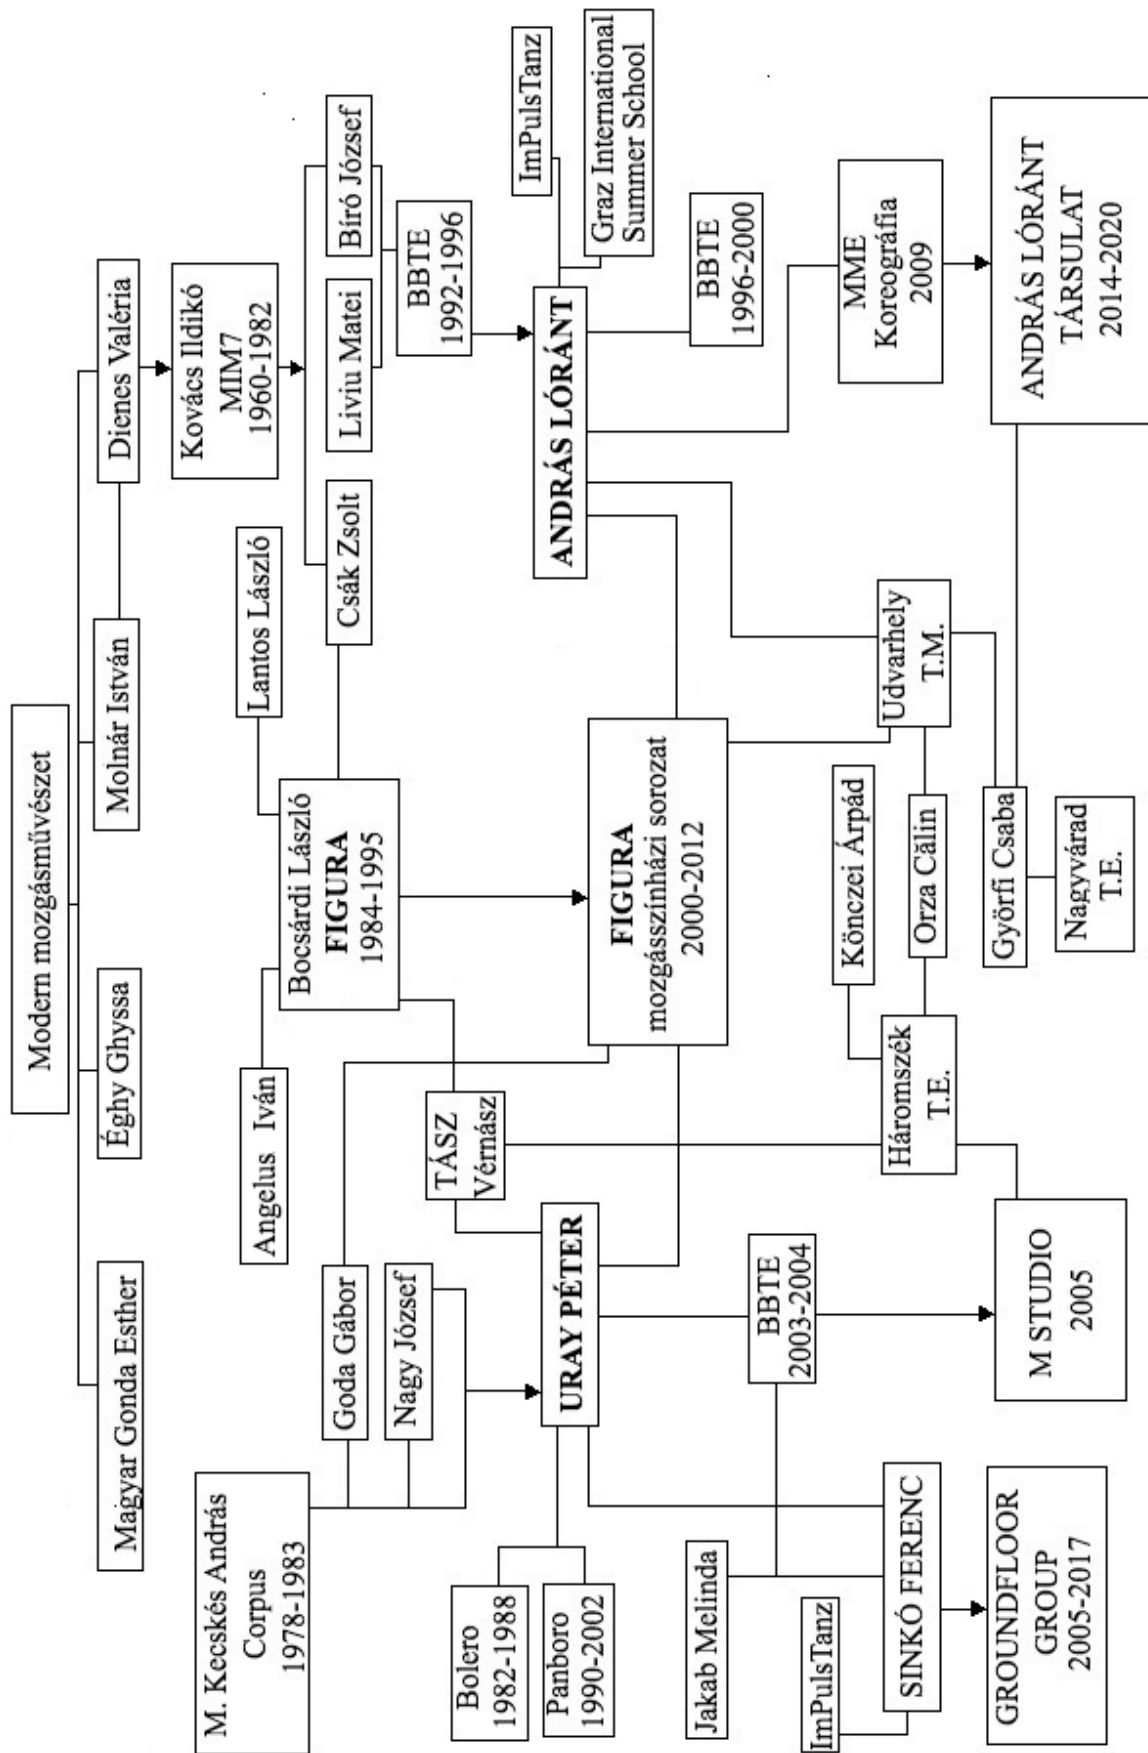 Modern mozgásművészet
Magyar Gonda Esther
Éghy Ghyssa
Molnár István
Dienes Valéria
M. Kecskés András
Corpus
1978-1983
Angelus Iván
Lantos László
Kovács Ildikó
MIM7
1960-1982
Bocsárdi László
FIGURA
1984-1995
Goda Gábor
Nagy József
Csák Zsolt
Liviu Matei
Bíró József
BBTE
1992-1996
TÁSZ
Vérnász
Bolero
1982-1988
Panboro
1990-2002
URAY PÉTER
ANDRÁS LÓRÁNT
ImPulsTanz
Graz International
Summer School
FIGURA
mozgásszínházi sorozat
2000-2012
BBTE
1996-2000
Jakab Melinda
BBTE
2003-2004
ImPulsTanz
Könczei Árpád
MME
Koreográfia
2009
SINKÓ FERENC
Háromszék
T.E.
Orza Călin
Udvarhely
T.M.
GROUNDFLOOR
GROUP
2005-2017
M STUDIO
2005
Györfi Csaba
Nagyvárad
T.E.
ANDRÁS LÓRÁNT
TÁRSULAT
2014-2020